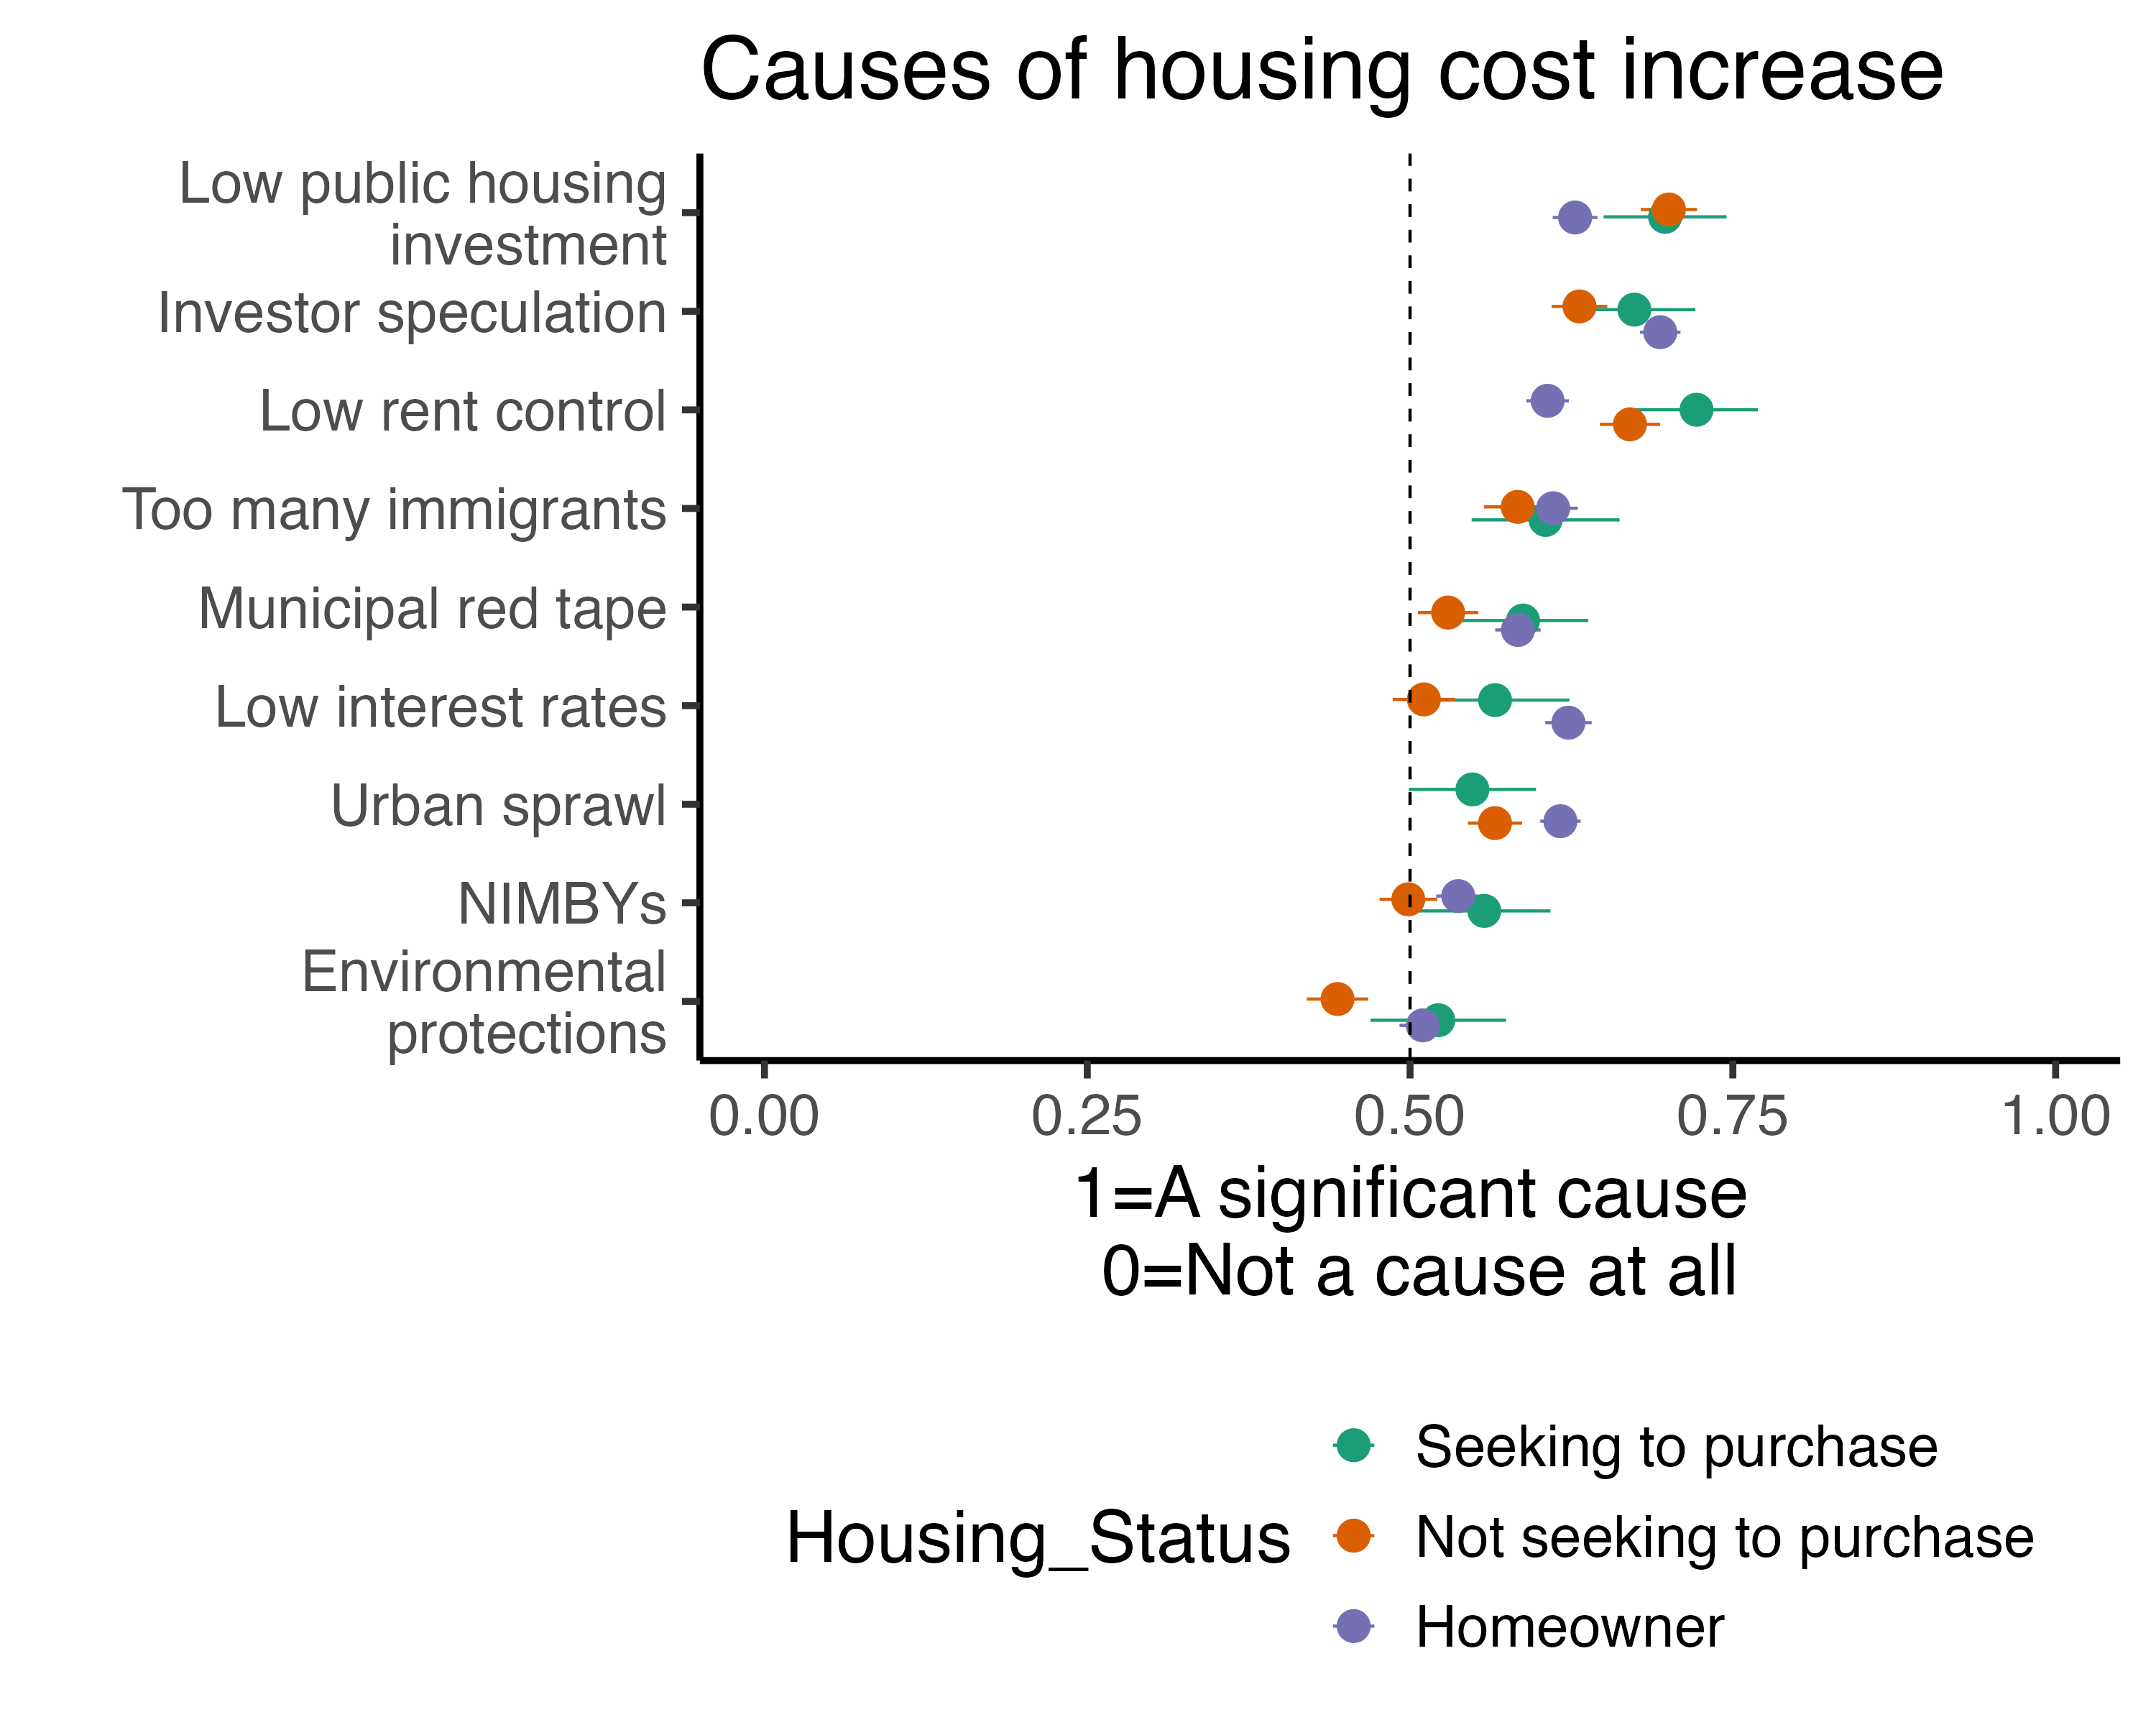 Causes of housing cost increase
Low public housing
investment
Investor speculation
Low rent control
Too many immigrants
Municipal red tape
Low interest rates
Urban sprawl
NIMBYs
Environmental
protections
0.00 0.25 0.50 0.75 1.00
1=A significant cause
0=Not a cause at all
Housing_Status
Seeking to purchase
Not seeking to purchase
Homeowner